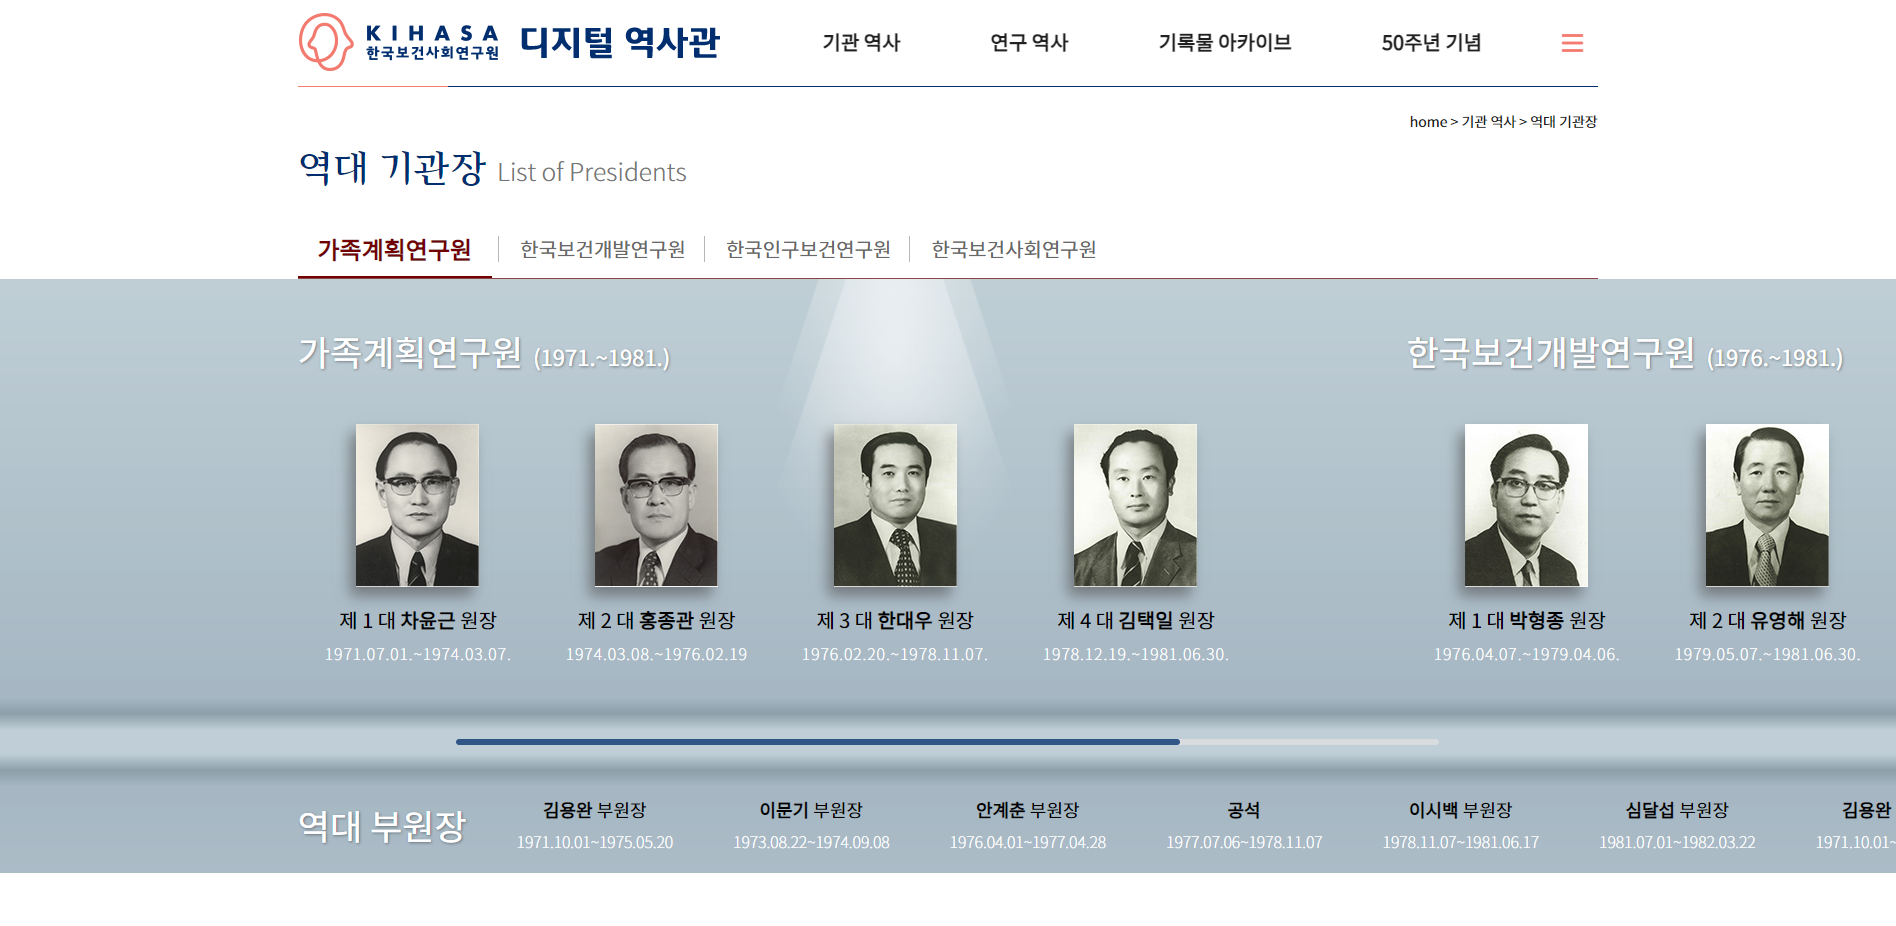 KIHASA
한국보건사회연구원
디지털 역사관
기관 역사
연구 역사
기록물 아카이브
50주년 기념
home > 기관 역사 > 역대 기관장
역대 기관장 List of Presidents
가족계획연구원
한국보건개발연구원
한국인구보건연구원
한국보건사회연구원
가족계획연구원 (1971.~1981.)
한국보건개발연구원 (1976.~1981.)
제 1 대 차윤근 원장
1971.07.01.~1974.03.07.
제 2 대 홍종관 원장
1974.03.08.~1976.02.19
제 3 대 한대우 원장
1976.02.20.~1978.11.07.
제 4 대 김택일 원장
1978.12.19.~1981.06.30.
제 1 대 박형종 원장
1976.04.07.~1979.04.06.
제 2 대 유영해 원장
1979.05.07.~1981.06.30.
역대 부원장
김용완 부원장
1971.10.01~1975.05.20
이문기 부원장
1973.08.22~1974.09.08
안계춘 부원장
1976.04.01~1977.04.28
공석
1977.07.06~1978.11.07
이시백 부원장
1978.11.07~1981.06.17
심달섭 부원장
1981.07.01~1982.03.22
김용완
1971.10.01~